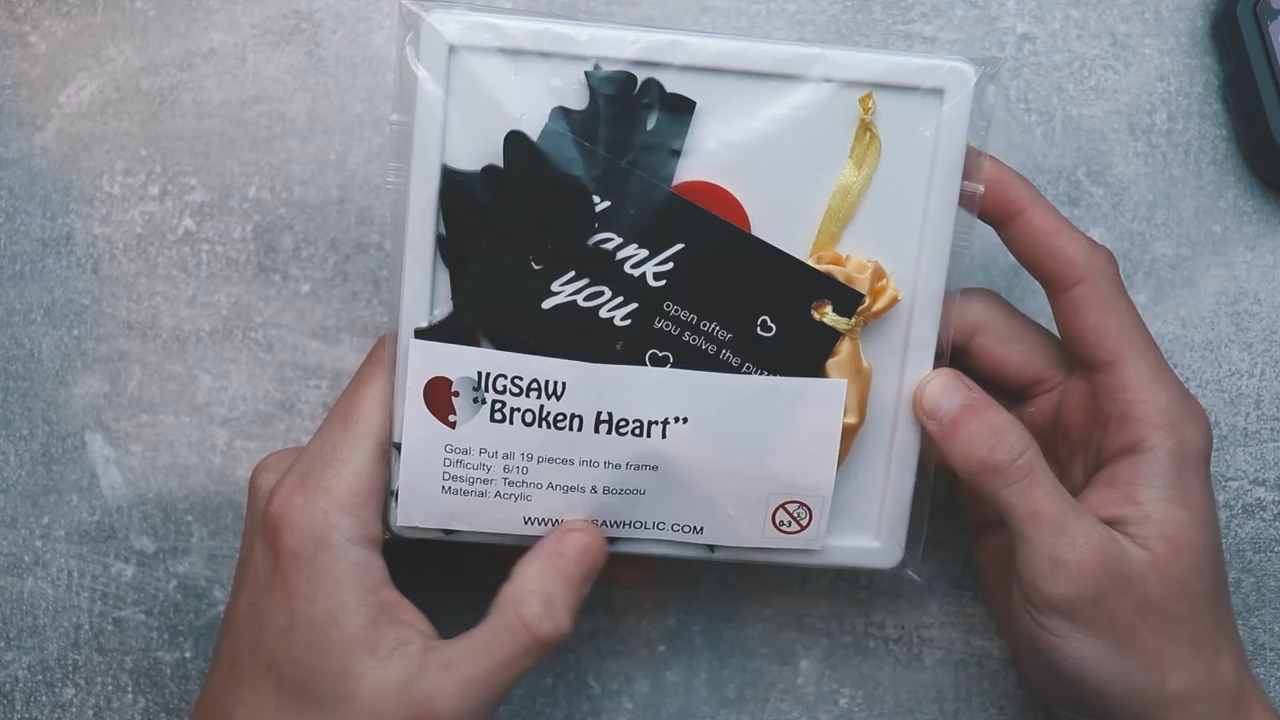 ank
you
open after
you solve the
JIGSAW
“Broken Heart”
Goal: Put all 19 pieces into the frame
Difficulty: 6/10
Designer: Techno Angels & Bozoou
Material: Acrylic
0-3